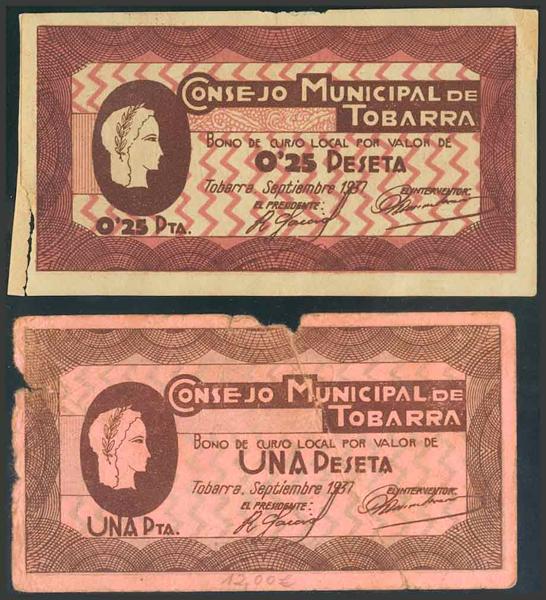 CONSEJO MUNICIPAL DE
TOBARRA
BONO DE CURSO LOCAL POR VALOR DE
0'25 PESETA
Tobarra, Septiembre 1937
EL PRESIDENTE: EL INTERVENTOR:
0'25 PTA.
CONSEJO MUNICIPAL DE
TOBARRA
BONO DE CURSO LOCAL POR VALOR DE
UNA PESETA
Tobarra, Septiembre 1937
EL PRESIDENTE: EL INTERVENTOR:
UNA PTA.
12,00€